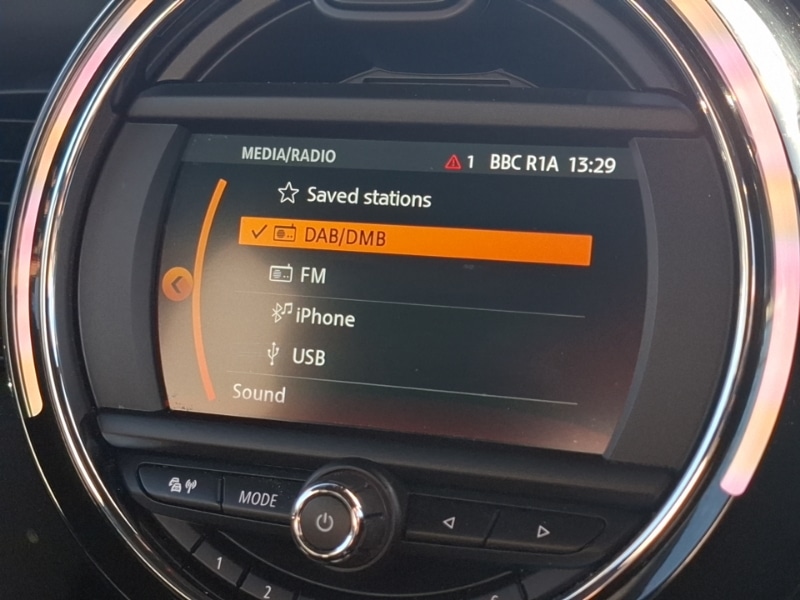 MEDIA/RADIO 1 BBC R1A 13:29
Saved stations
DAB/DMB
FM
iPhone
USB
Sound
MODE
1
2